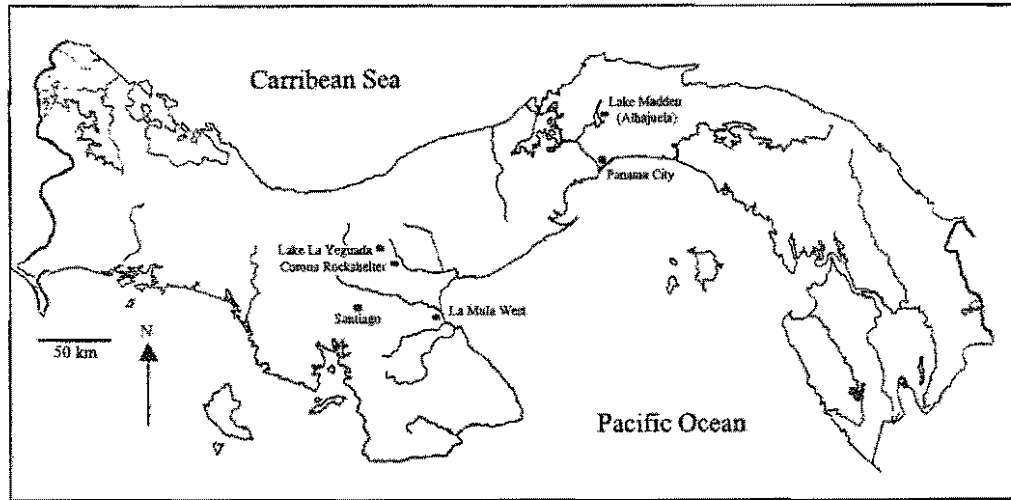 Carribean Sea
Lake Madden
(Alhajuela)
Panama City
Lake La Yeguada
Corona Rockshelter
Santiago
La Mula West
N
50 km
Pacific Ocean